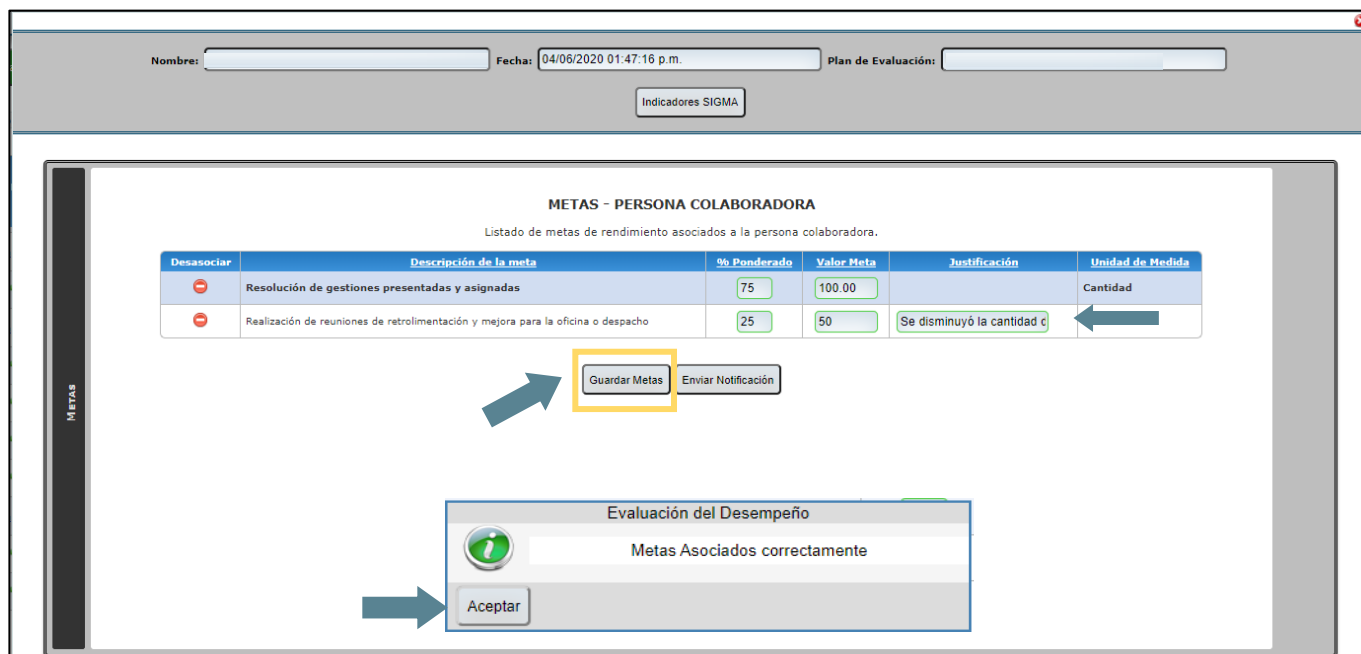 Nombre: Fecha: 04/06/2020 01:47:16 p.m. Plan de Evaluación:
Indicadores SIGMA
METAS
METAS - PERSONA COLABORADORA
Listado de metas de rendimiento asociados a la persona colaboradora.
Desasociar Descripción de la meta % Ponderado Valor Meta Justificación Unidad de Medida
Resolución de gestiones presentadas y asignadas 75 100.00 Cantidad
Realización de reuniones de retrolimentación y mejora para la oficina o despacho 25 50 Se disminuyó la cantidad
Guardar Metas Enviar Notificación
Evaluación del Desempeño
Metas Asociados correctamente
Aceptar